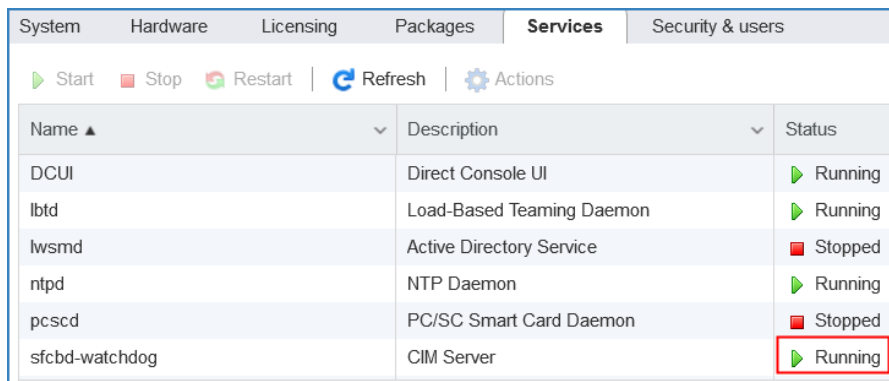 System Hardware Licensing Packages Services Security & users
Start Stop Restart Refresh Actions
Name Description Status
DCUI Direct Console UI Running
lbtd Load-Based Teaming Daemon Running
lwsmd Active Directory Service Stopped
ntpd NTP Daemon Running
pcscd PC/SC Smart Card Daemon Stopped
sfcbd-watchdog CIM Server Running